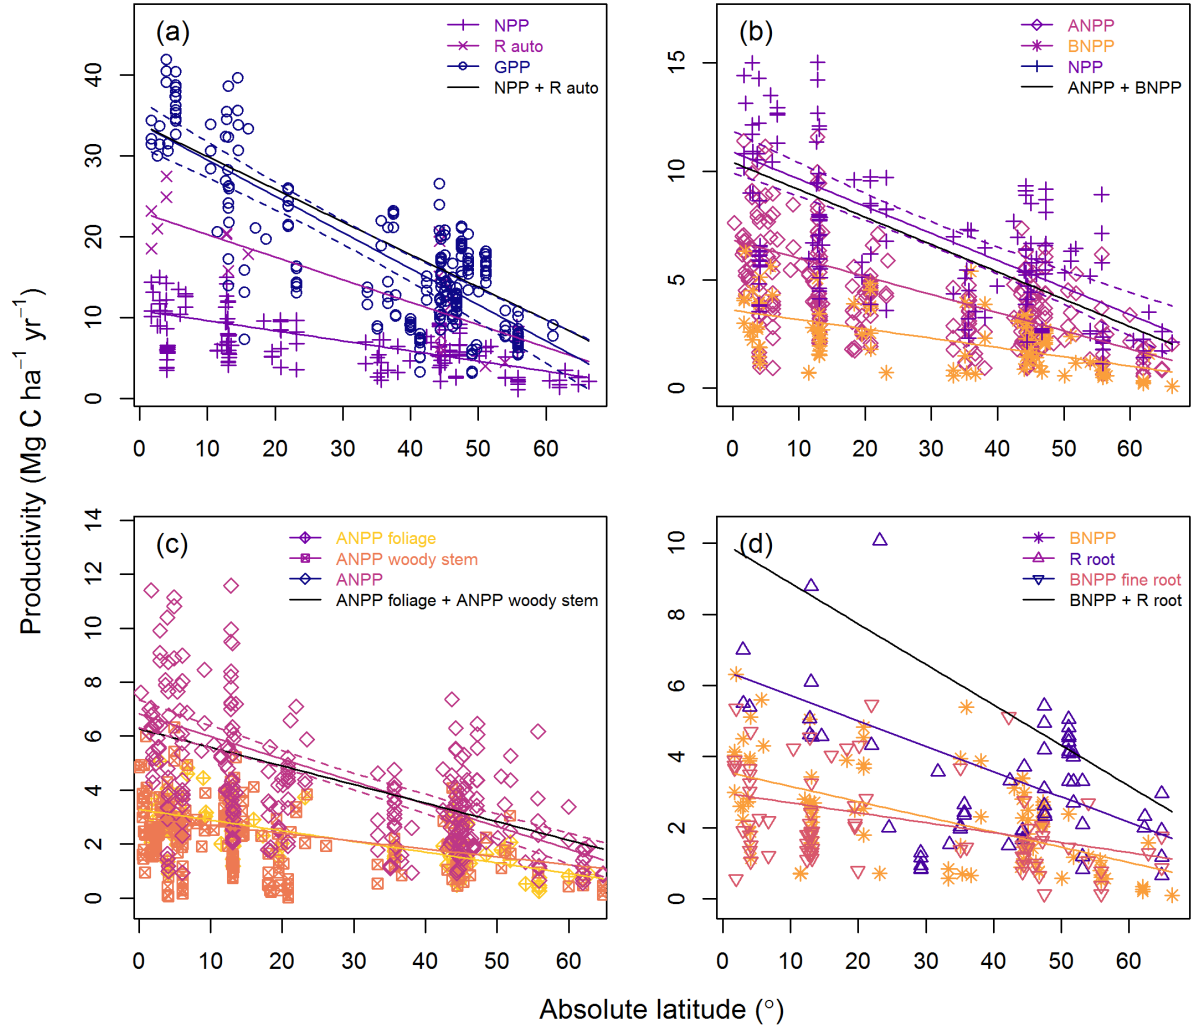 (a)
NPP
R auto
GPP
NPP + R auto
0 10 20 30 40
0 10 20 30 40 50 60
(b)
ANPP
BNPP
NPP
ANPP + BNPP
0 5 10 15
0 10 20 30 40 50 60
Productivity (Mg C ha⁻¹ yr⁻¹)
(c)
ANPP foliage
ANPP woody stem
ANPP
ANPP foliage + ANPP woody stem
0 2 4 6 8 10 12 14
0 10 20 30 40 50 60
(d)
BNPP
R root
BNPP fine root
BNPP + R root
0 2 4 6 8 10
0 10 20 30 40 50 60
Absolute latitude (°)